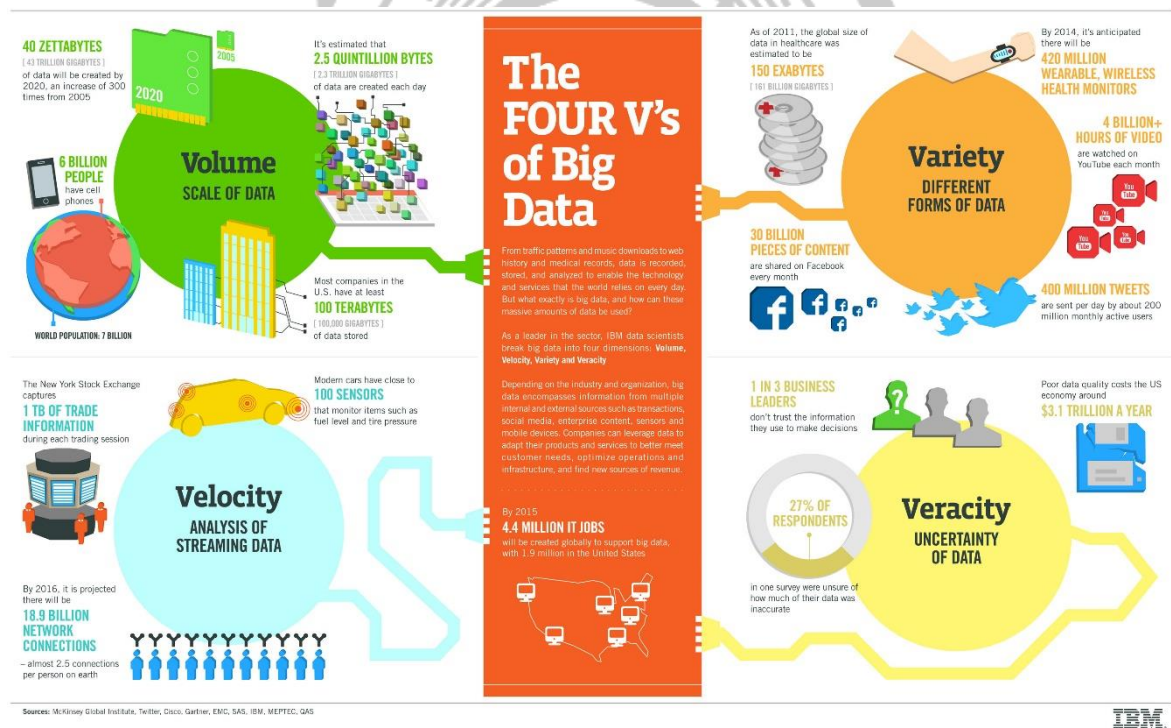 40 ZETTABYTES
[ 43 TRILLION GIGABYTES ]
of data will be created by
2020, an increase of 300
times from 2005
2005
2020
It's estimated that
2.5 QUINTILLION BYTES
[ 2.3 TRILLION GIGABYTES ]
of data are created each day
Volume
SCALE OF DATA
6 BILLION
PEOPLE
have cell
phones
WORLD POPULATION: 7 BILLION
Most companies in the
U.S. have at least
100 TERABYTES
[ 100,000 GIGABYTES ]
of data stored
The New York Stock Exchange
captures
1 TB OF TRADE
INFORMATION
during each trading session
Modern cars have close to
100 SENSORS
that monitor items such as
fuel level and tire pressure
Velocity
ANALYSIS OF
STREAMING DATA
By 2016, it is projected
there will be
18.9 BILLION
NETWORK
CONNECTIONS
– almost 2.5 connections
per person on earth
The
FOUR V's
of Big
Data
From traffic patterns and music downloads to web
history and medical records, data is recorded,
stored, and analyzed to enable the technology
and services that the world relies on every day.
But what exactly is big data, and how can these
massive amounts of data be used?
As a leader in the sector, IBM data scientists
break big data into four dimensions: Volume,
Velocity, Variety and Veracity
Depending on the industry and organization, big
data encompasses information from multiple
internal and external sources such as transactions,
social media, enterprise content, sensors and
mobile devices. Companies can leverage data to
adapt their products and services to better meet
customer needs, optimize operations and
infrastructure, and find new sources of revenue.
By 2015
4.4 MILLION IT JOBS
will be created globally to support big data,
with 1.9 million in the United States
As of 2011, the global size of
data in healthcare was
estimated to be
150 EXABYTES
[ 161 BILLION GIGABYTES ]
By 2014, it's anticipated
there will be
420 MILLION
WEARABLE, WIRELESS
HEALTH MONITORS
Variety
DIFFERENT
FORMS OF DATA
4 BILLION+
HOURS OF VIDEO
are watched on
YouTube each month
You
Tube
You
Tube
You
Tube
You
Tube
30 BILLION
PIECES OF CONTENT
are shared on Facebook
every month
400 MILLION TWEETS
are sent per day by about 200
million monthly active users
1 IN 3 BUSINESS
LEADERS
don't trust the information
they use to make decisions
?
Poor data quality costs the US
economy around
$3.1 TRILLION A YEAR
Veracity
UNCERTAINTY
OF DATA
27% OF
RESPONDENTS
in one survey were unsure of
how much of their data was
inaccurate
Sources: McKinsey Global Institute, Twitter, Cisco, Gartner, EMC, SAS, IBM, MEPTEC, QAS
IBM.